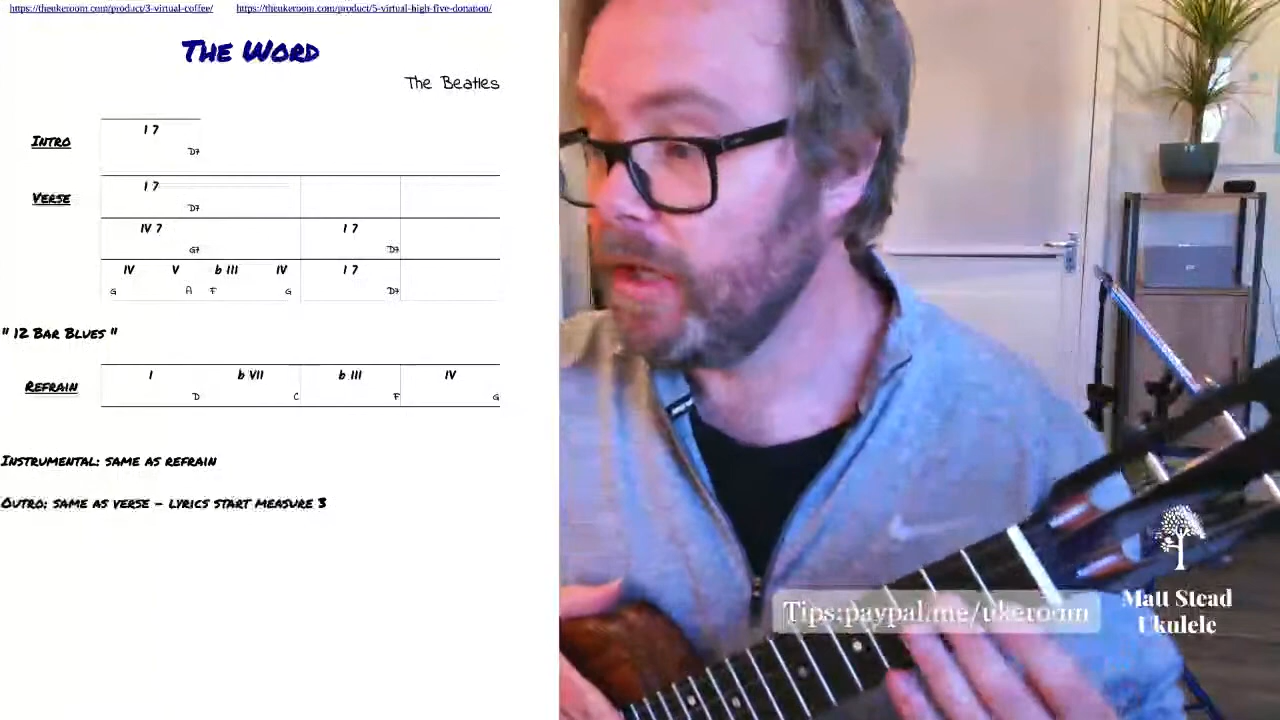 https://theukeroom.com/product/3-virtual-coffee/ https://theukeroom.com/product/5-virtual-high-five-donation/
The Word
The Beatles
Intro I 7
D7
Verse I 7
D7
IV 7 I 7
G7 D7
IV V b III IV I 7
G A F G D7
" 12 Bar Blues "
Refrain I b VII b III IV
D C F G
Instrumental: same as refrain
Outro: same as verse – lyrics start measure 3
Tips:paypal.me/ukeroom
Matt Stead
Ukulele